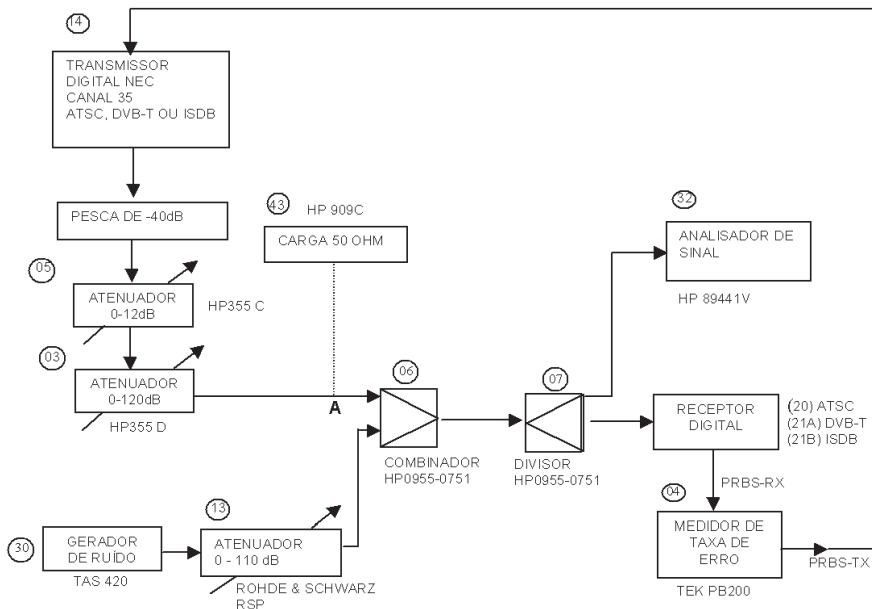 14
TRANSMISSOR
DIGITAL NEC
CANAL 35
ATSC, DVB-T OU ISDB
PESCA DE -40dB
43
HP 909C
CARGA 50 OHM
32
ANALISADOR DE
SINAL
HP 89441V
05
ATENUADOR
0-12dB
HP355 C
03
ATENUADOR
0-120dB
HP355 D
A
06
COMBINADOR
HP0955-0751
07
DIVISOR
HP0955-0751
RECEPTOR
DIGITAL
(20) ATSC
(21A) DVB-T
(21B) ISDB
PRBS-RX
04
MEDIDOR DE
TAXA DE
ERRO
TEK PB200
PRBS-TX
30
GERADOR
DE RUÍDO
TAS 420
13
ATENUADOR
0 - 110 dB
ROHDE & SCHWARZ
RSP